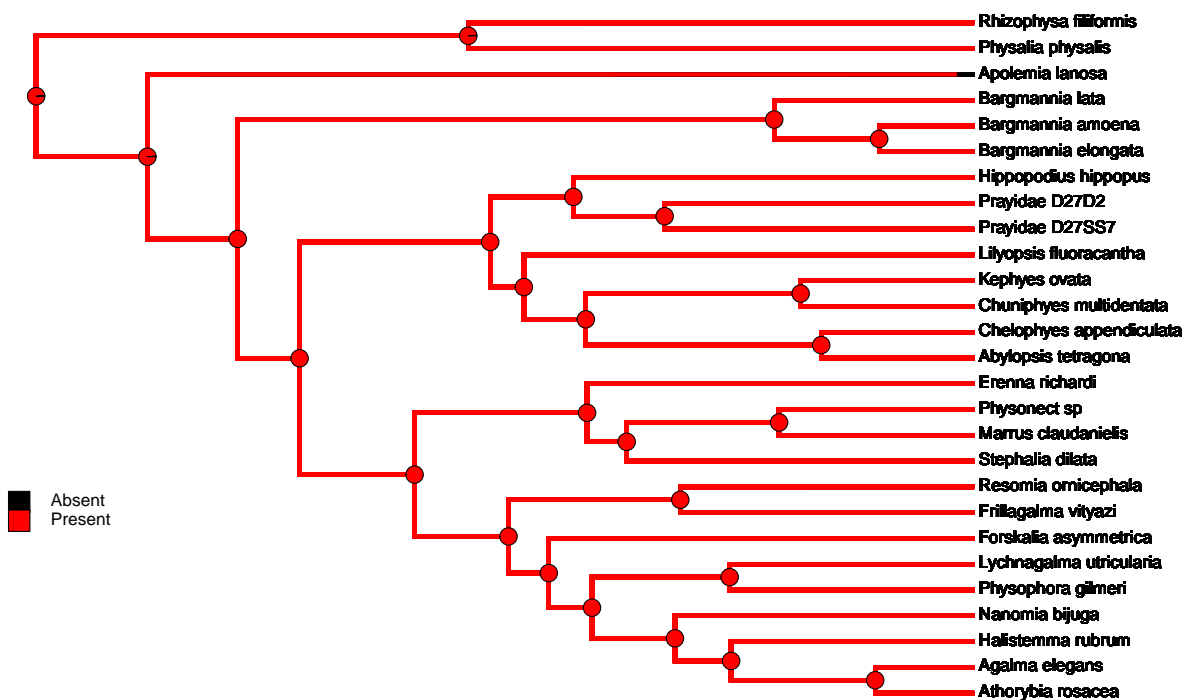 Rhizophysa filiformis
Physalia physalis
Apolemia lanosa
Bargmannia lata
Bargmannia amoena
Bargmannia elongata
Hippopodius hippopus
Prayidae D27D2
Prayidae D27SS7
Lilyopsis fluoracantha
Kephyes ovata
Chuniphyes multidentata
Chelophyes appendiculata
Abylopsis tetragona
Erenna richardi
Physonect sp
Marrus claudanielis
Stephalia dilata
Resomia ornicephala
Frillagalma vityazi
Forskalia asymmetrica
Lychnagalma utricularia
Physophora gilmeri
Nanomia bijuga
Halistemma rubrum
Agalma elegans
Athorybia rosacea
Absent
Present